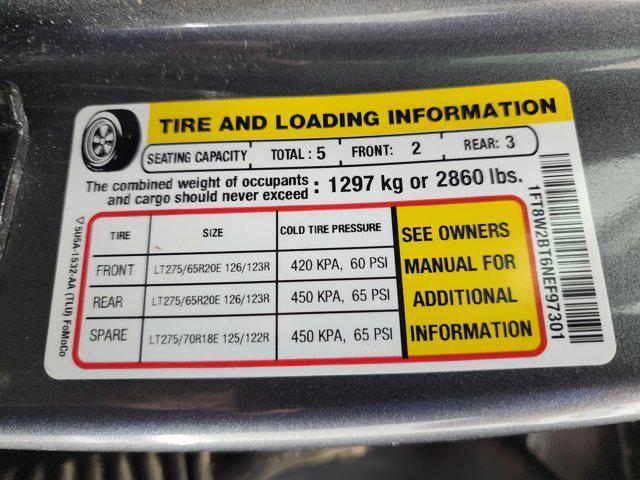 TIRE AND LOADING INFORMATION
SEATING CAPACITY TOTAL : 5 FRONT: 2 REAR: 3
The combined weight of occupants and cargo should never exceed : 1297 kg or 2860 lbs.
TIRE SIZE COLD TIRE PRESSURE
FRONT LT275/65R20E 126/123R 420 KPA, 60 PSI
REAR LT275/65R20E 126/123R 450 KPA, 65 PSI
SPARE LT275/70R18E 125/122R 450 KPA, 65 PSI
SEE OWNERS
MANUAL FOR
ADDITIONAL
INFORMATION
1FT8W2BT6NEF97301
5U5A-1532-AA (TLU) FoMoCo